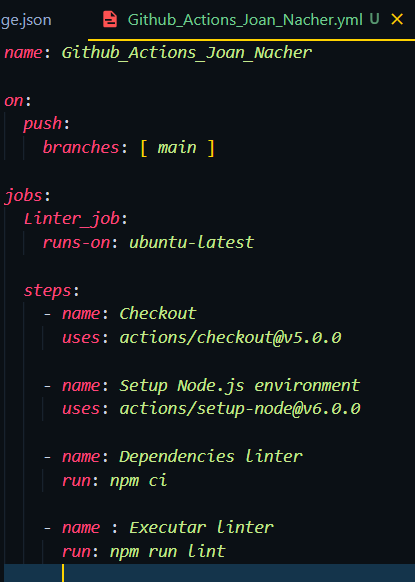 ge.json
Github_Actions_Joan_Nacher.yml U ×
name: Github_Actions_Joan_Nacher
on:
  push:
    branches: [ main ]
jobs:
  Linter_job:
    runs-on: ubuntu-latest
  steps:
    - name: Checkout
      uses: actions/checkout@v5.0.0
    - name: Setup Node.js environment
      uses: actions/setup-node@v6.0.0
    - name: Dependencies linter
      run: npm ci
    - name : Executar linter
      run: npm run lint